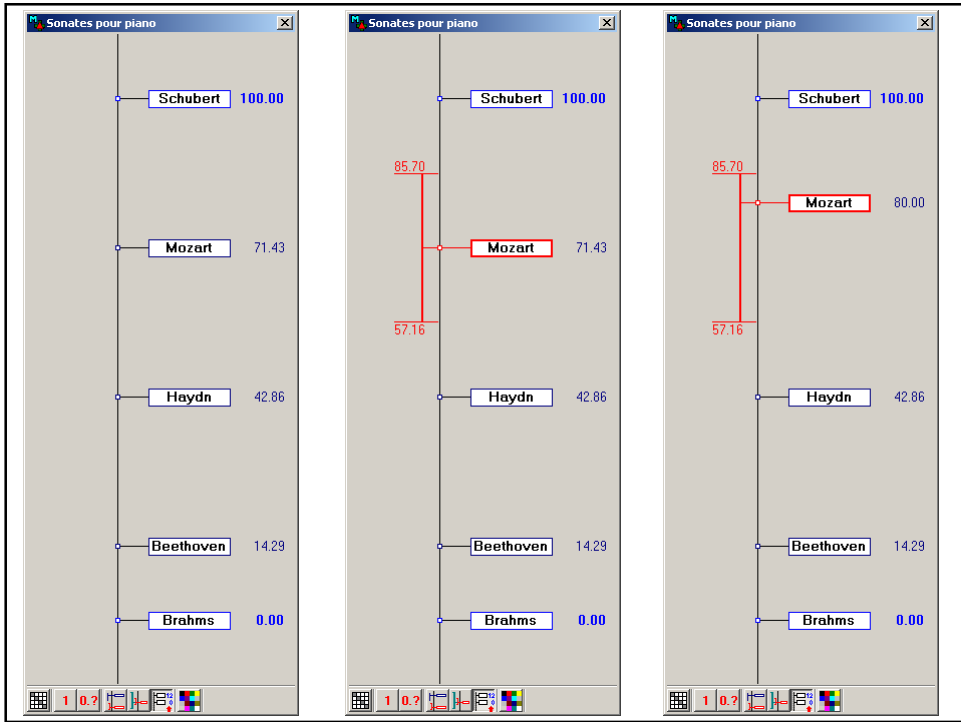 Sonates pour piano
Schubert 100.00
Mozart 71.43
Haydn 42.86
Beethoven 14.29
Brahms 0.00
1 0.?
Sonates pour piano
Schubert 100.00
85.70
Mozart 71.43
57.16
Haydn 42.86
Beethoven 14.29
Brahms 0.00
1 0.?
Sonates pour piano
Schubert 100.00
85.70
Mozart 80.00
57.16
Haydn 42.86
Beethoven 14.29
Brahms 0.00
1 0.?